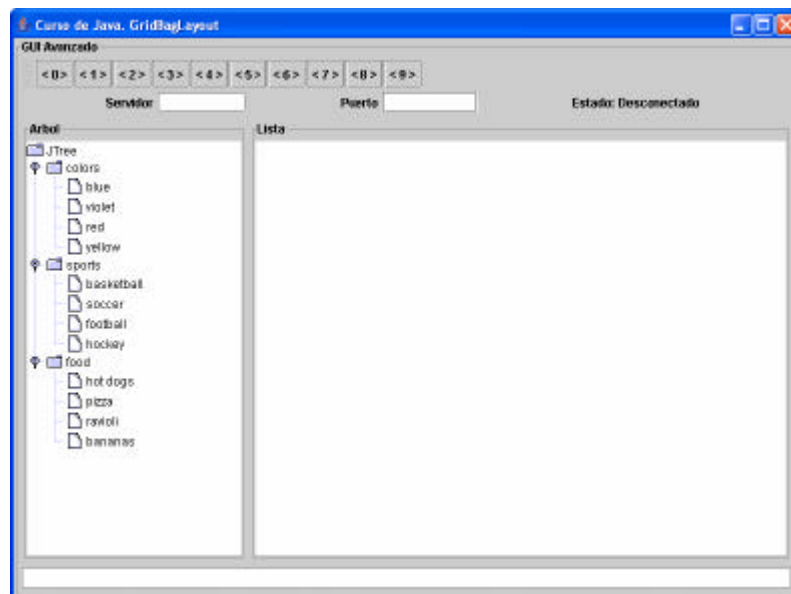 Curso de Java. GridBagLayout
GUI Avanzado
<0> <1> <2> <3> <4> <5> <6> <7> <8> <9>
Servidor Puerto Estado: Desconectado
Arbol Lista
JTree
colors
blue
violet
red
yellow
sports
basketball
soccer
football
hockey
food
hot dogs
pizza
ravioli
bananas